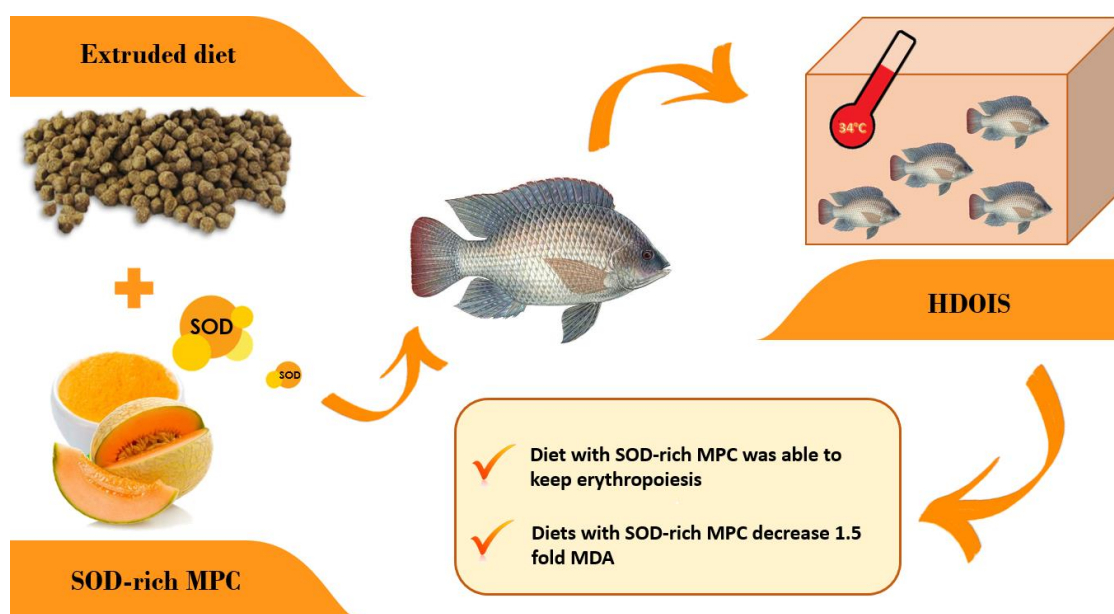 Extruded diet
34°C
SOD
SOD
HDOIS
Diet with SOD-rich MPC was able to
keep erythropoiesis
Diets with SOD-rich MPC decrease 1.5
fold MDA
SOD-rich MPC